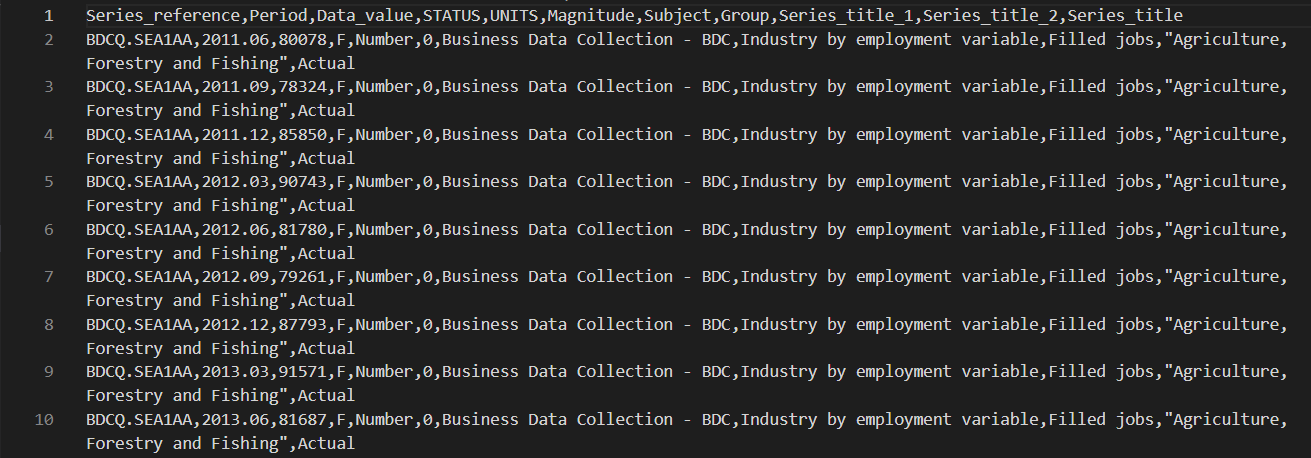 1 Series_reference,Period,Data_value,STATUS,UNITS,Magnitude,Subject,Group,Series_title_1,Series_title_2,Series_title
2 BDCQ.SEA1AA,2011.06,80078,F,Number,0,Business Data Collection - BDC,Industry by employment variable,Filled jobs,"Agriculture,
Forestry and Fishing",Actual
3 BDCQ.SEA1AA,2011.09,78324,F,Number,0,Business Data Collection - BDC,Industry by employment variable,Filled jobs,"Agriculture,
Forestry and Fishing",Actual
4 BDCQ.SEA1AA,2011.12,85850,F,Number,0,Business Data Collection - BDC,Industry by employment variable,Filled jobs,"Agriculture,
Forestry and Fishing",Actual
5 BDCQ.SEA1AA,2012.03,90743,F,Number,0,Business Data Collection - BDC,Industry by employment variable,Filled jobs,"Agriculture,
Forestry and Fishing",Actual
6 BDCQ.SEA1AA,2012.06,81780,F,Number,0,Business Data Collection - BDC,Industry by employment variable,Filled jobs,"Agriculture,
Forestry and Fishing",Actual
7 BDCQ.SEA1AA,2012.09,79261,F,Number,0,Business Data Collection - BDC,Industry by employment variable,Filled jobs,"Agriculture,
Forestry and Fishing",Actual
8 BDCQ.SEA1AA,2012.12,87793,F,Number,0,Business Data Collection - BDC,Industry by employment variable,Filled jobs,"Agriculture,
Forestry and Fishing",Actual
9 BDCQ.SEA1AA,2013.03,91571,F,Number,0,Business Data Collection - BDC,Industry by employment variable,Filled jobs,"Agriculture,
Forestry and Fishing",Actual
10 BDCQ.SEA1AA,2013.06,81687,F,Number,0,Business Data Collection - BDC,Industry by employment variable,Filled jobs,"Agriculture,
Forestry and Fishing",Actual